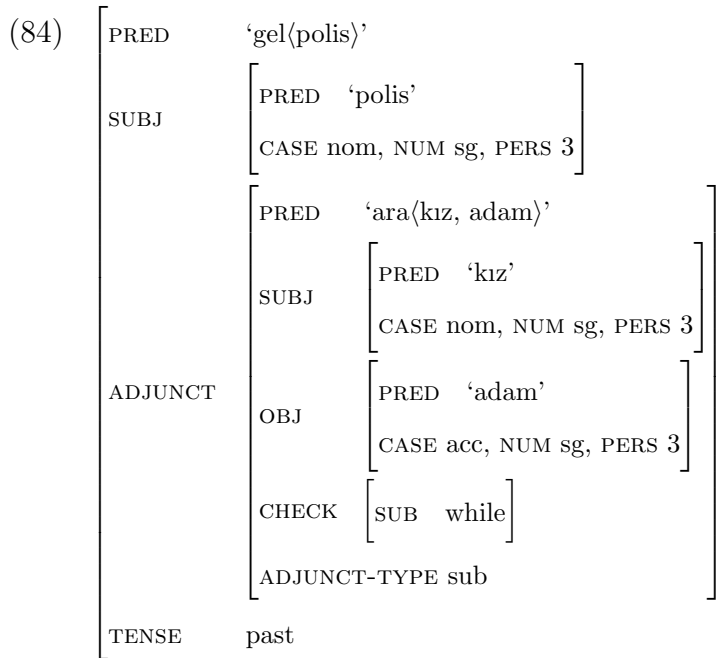 (84)
PRED ‘gel⟨polis⟩’
SUBJ
PRED ‘polis’
CASE nom, NUM sg, PERS 3
ADJUNCT
PRED ‘ara⟨kız, adam⟩’
SUBJ
PRED ‘kız’
CASE nom, NUM sg, PERS 3
OBJ
PRED ‘adam’
CASE acc, NUM sg, PERS 3
CHECK
SUB while
ADJUNCT-TYPE sub
TENSE past